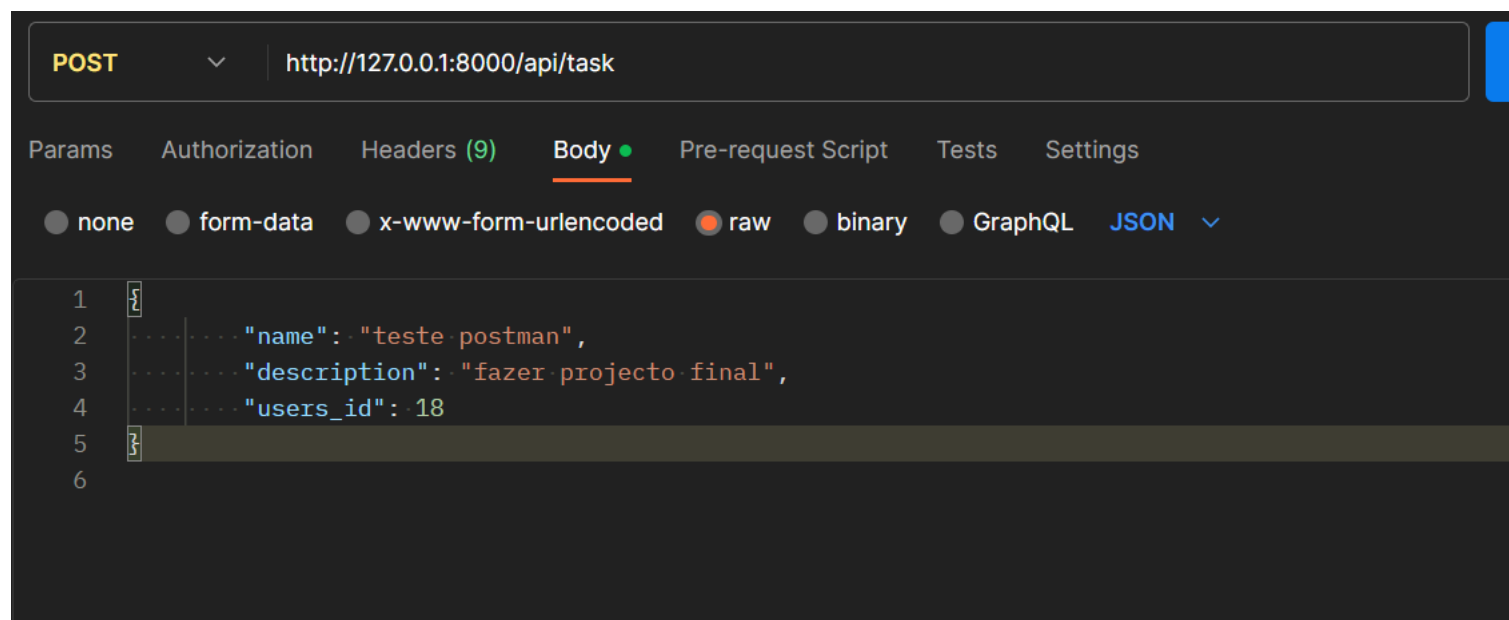 POST http://127.0.0.1:8000/api/task
Params Authorization Headers (9) Body Pre-request Script Tests Settings
none form-data x-www-form-urlencoded raw binary GraphQL JSON
1 {
2 "name": "teste postman",
3 "description": "fazer projecto final",
4 "users_id": 18
5 }
6